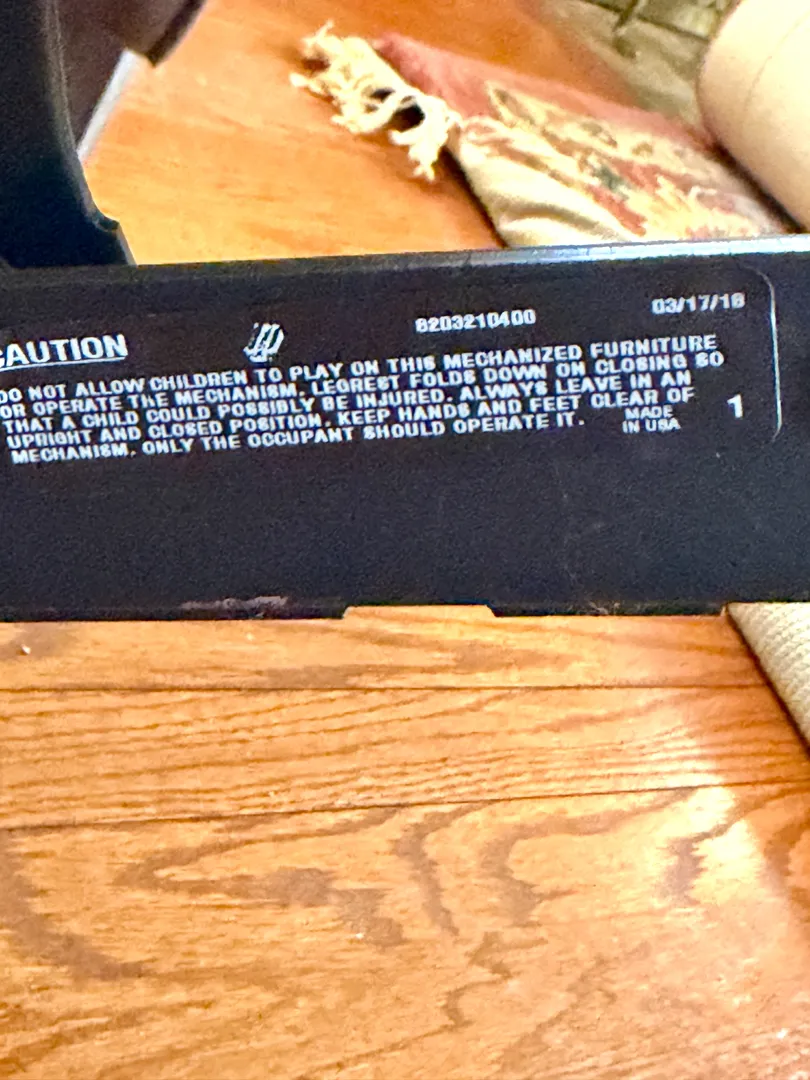 CAUTION
8203210400
03/17/16
DO NOT ALLOW CHILDREN TO PLAY ON THIS MECHANIZED FURNITURE
OR OPERATE THE MECHANISM. LEGREST FOLDS DOWN ON CLOSING SO
THAT A CHILD COULD POSSIBLY BE INJURED. ALWAYS LEAVE IN AN
UPRIGHT AND CLOSED POSITION. KEEP HANDS AND FEET CLEAR OF
MECHANISM. ONLY THE OCCUPANT SHOULD OPERATE IT.
MADE
IN USA
1